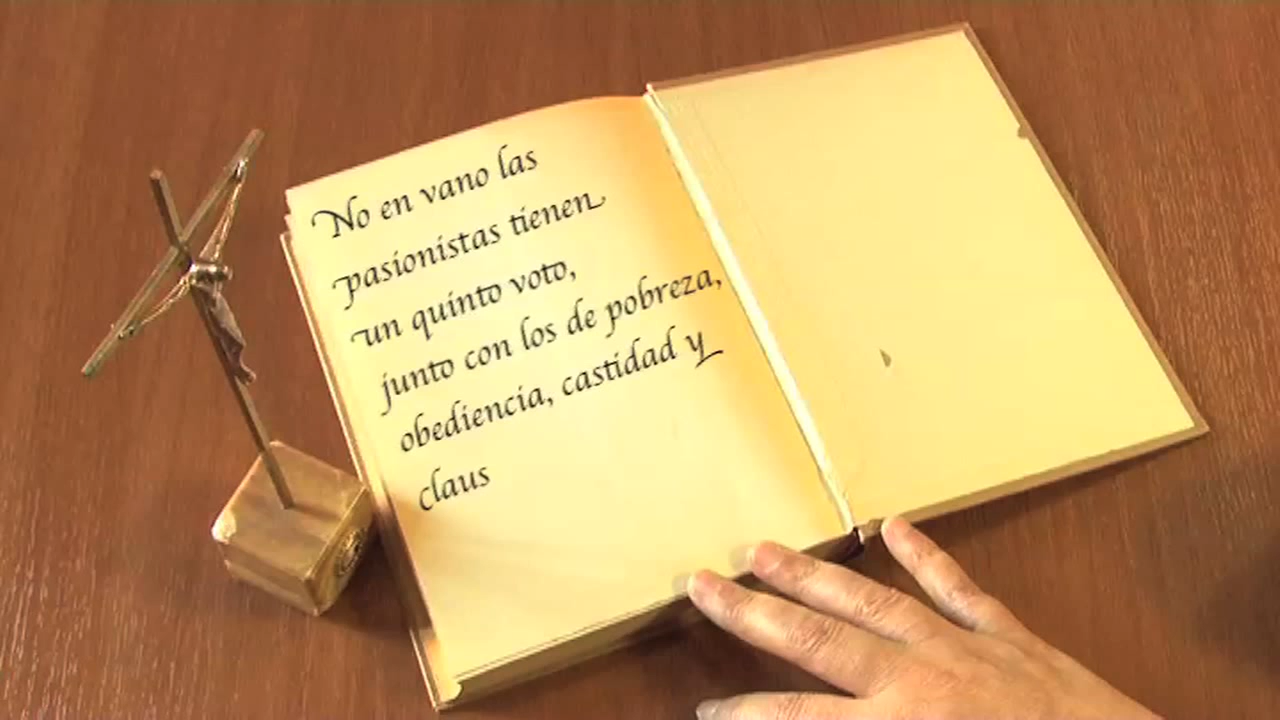 No en vano las
pasionistas tienen
un quinto voto,
junto con los de pobreza,
obediencia, castidad y
claus